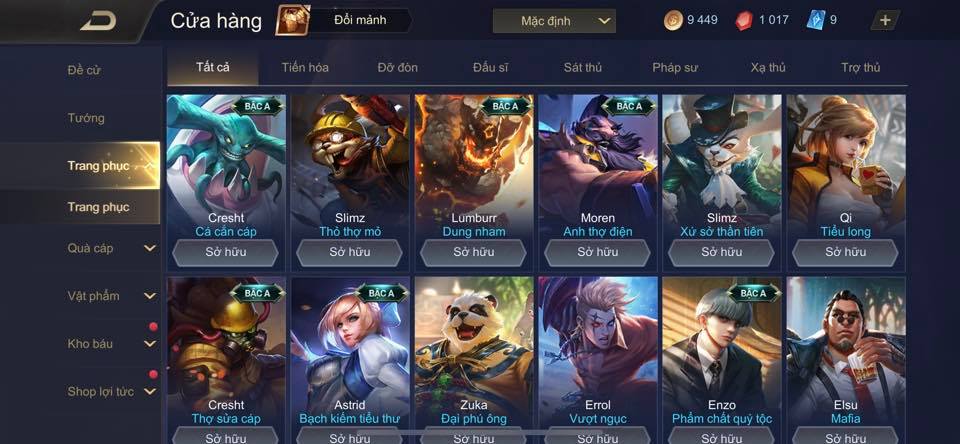 Cửa hàng
Đổi mảnh
Mặc định
9 449
1 017
9
Đề cử
Tướng
Trang phục
Trang phục
Quà cáp
Vật phẩm
Kho báu
Shop lợi tức
Tất cả
Tiến hóa
Đỡ đòn
Đấu sĩ
Sát thủ
Pháp sư
Xạ thủ
Trợ thủ
BẬC A
Cresht
Cá cắn cáp
Sở hữu
Slimz
Thỏ thợ mỏ
Sở hữu
BẬC A
Lumburr
Dung nham
Sở hữu
BẬC A
Moren
Anh thợ điện
Sở hữu
Slimz
Xứ sở thần tiên
Sở hữu
Qi
Tiểu long
Sở hữu
BẬC A
Cresht
Thợ sửa cáp
Sở hữu
BẬC A
Astrid
Bạch kiếm tiểu thư
Sở hữu
Zuka
Đại phú ông
Sở hữu
Errol
Vượt ngục
Sở hữu
BẬC A
Enzo
Phẩm chất quý tộc
Sở hữu
Elsu
Mafia
Sở hữu